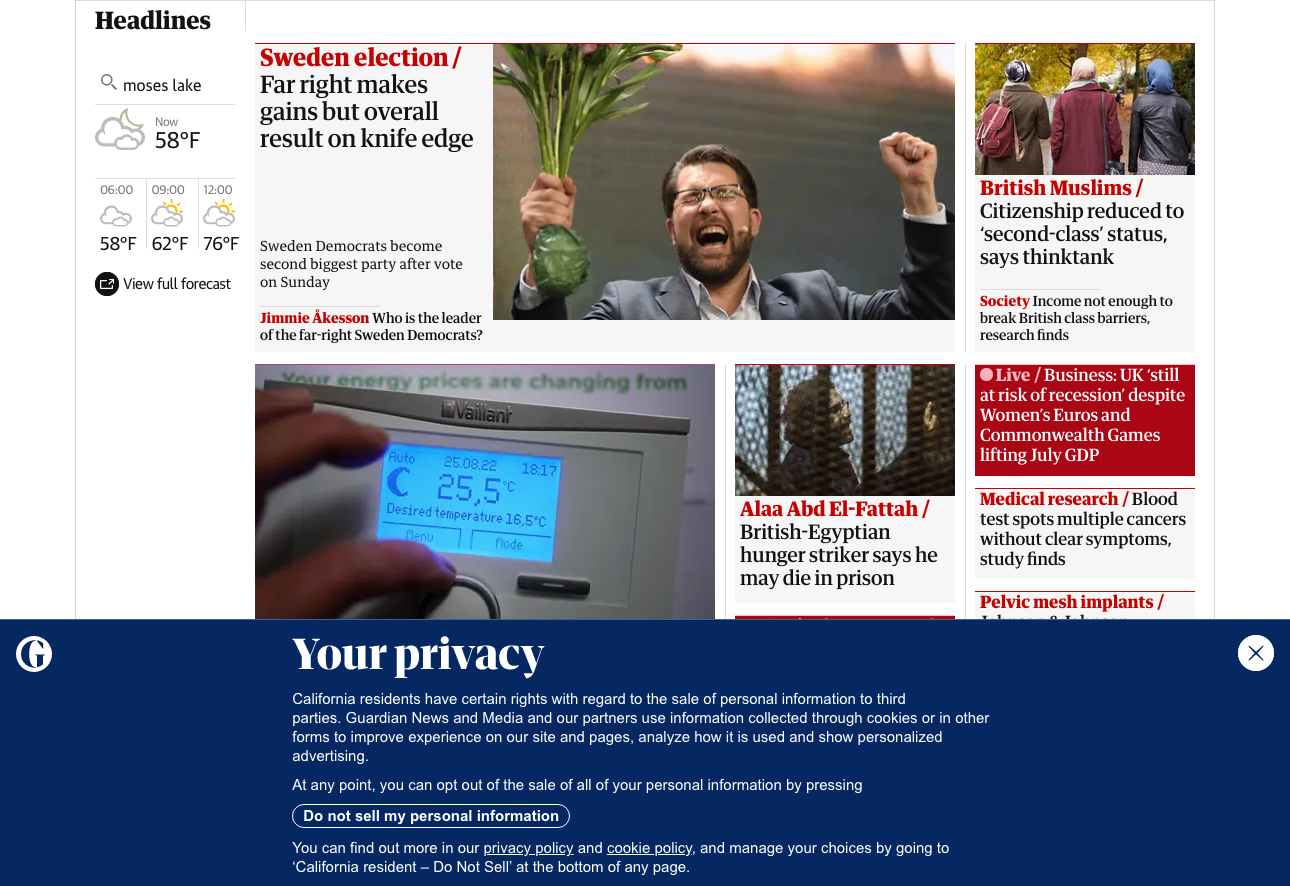 Headlines
moses lake
Now
58°F
06:00
09:00
12:00
58°F
62°F
76°F
View full forecast
Sweden election /
Far right makes
gains but overall
result on knife edge
Sweden Democrats become
second biggest party after vote
on Sunday
Jimmie Åkesson Who is the leader
of the far-right Sweden Democrats?
British Muslims /
Citizenship reduced to
‘second-class’ status,
says thinktank
Society Income not enough to
break British class barriers,
research finds
Your energy prices are changing from
Vaillant
Auto 25.08.22 18:17
25,5°C
Desired temperature 16,5°C
Menu Mode
Alaa Abd El-Fattah /
British-Egyptian
hunger striker says he
may die in prison
Live / Business: UK ‘still
at risk of recession’ despite
Women’s Euros and
Commonwealth Games
lifting July GDP
Medical research / Blood
test spots multiple cancers
without clear symptoms,
study finds
Pelvic mesh implants /
Johnson & Johnson
Your privacy
California residents have certain rights with regard to the sale of personal information to third
parties. Guardian News and Media and our partners use information collected through cookies or in other
forms to improve experience on our site and pages, analyze how it is used and show personalized
advertising.
At any point, you can opt out of the sale of all of your personal information by pressing
Do not sell my personal information
You can find out more in our privacy policy and cookie policy, and manage your choices by going to
‘California resident – Do Not Sell’ at the bottom of any page.